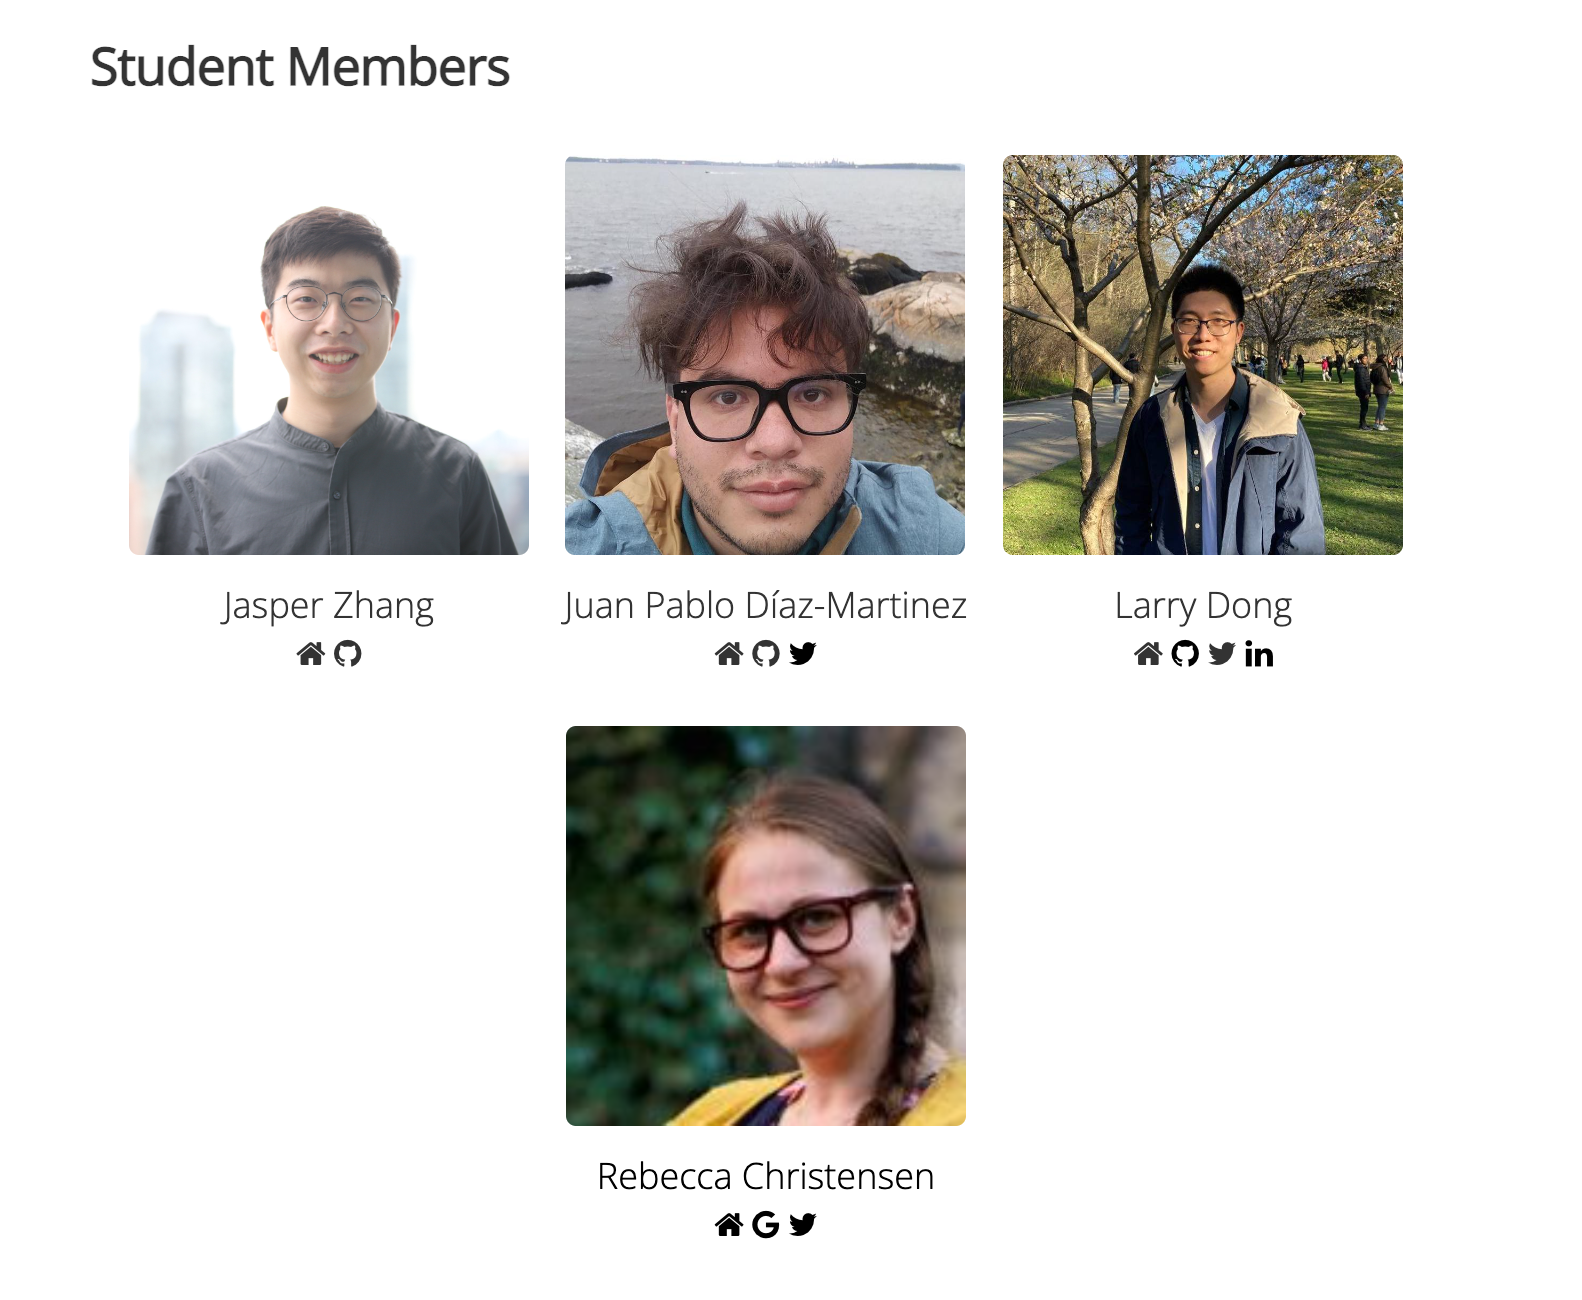 Student Members
Jasper Zhang
Juan Pablo Díaz-Martinez
Larry Dong
Rebecca Christensen